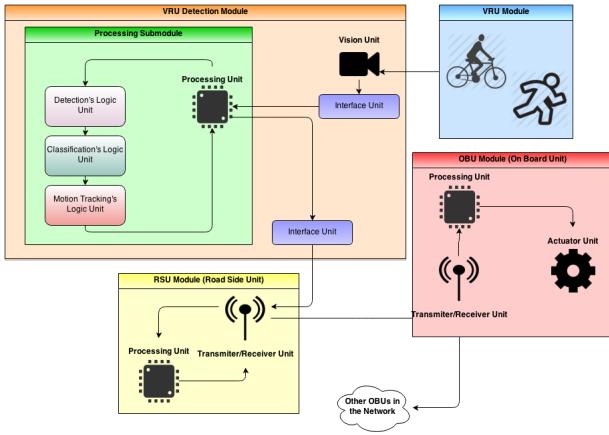 VRU Detection Module
VRU Module
Processing Submodule
Vision Unit
Processing Unit
Detection's Logic
Unit
Interface Unit
Classification's Logic
Unit
Motion Tracking's
Logic Unit
Interface Unit
OBU Module (On Board Unit)
Processing Unit
Actuator Unit
Transmiter/Receiver Unit
RSU Module (Road Side Unit)
Processing Unit
Transmiter/Receiver Unit
Other OBUs in
the Network